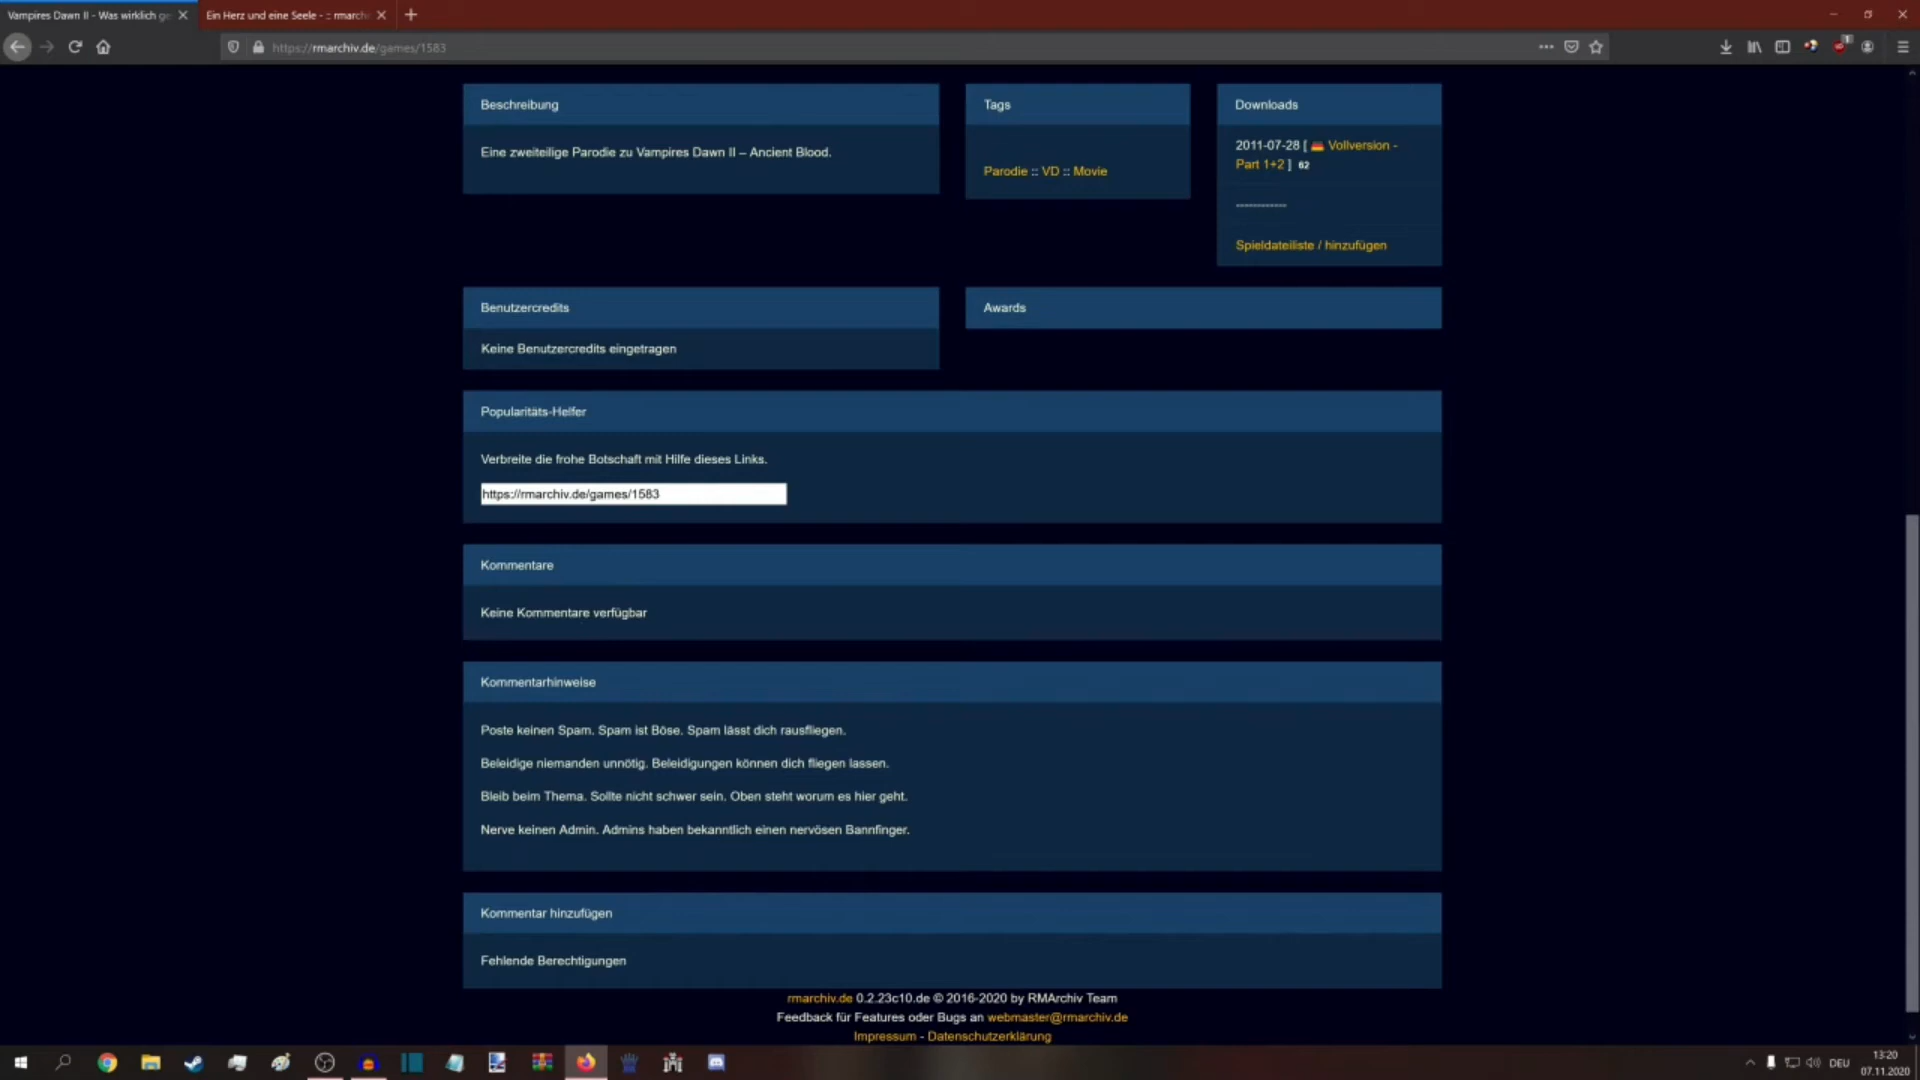 Vampires Dawn II - Was wirklich ge
Ein Herz und eine Seele - :: rmarchi
https://rmarchiv.de/games/1583
Beschreibung
Tags
Downloads
Eine zweiteilige Parodie zu Vampires Dawn II – Ancient Blood.
Parodie :: VD :: Movie
2011-07-28 [ Vollversion -
Part 1+2 ] 62
------------
Spieldateiliste / hinzufügen
Benutzercredits
Awards
Keine Benutzercredits eingetragen
Popularitäts-Helfer
Verbreite die frohe Botschaft mit Hilfe dieses Links.
https://rmarchiv.de/games/1583
Kommentare
Keine Kommentare verfügbar
Kommentarhinweise
Poste keinen Spam. Spam ist Böse. Spam lässt dich rausfliegen.
Beleidige niemanden unnötig. Beleidigungen können dich fliegen lassen.
Bleib beim Thema. Sollte nicht schwer sein. Oben steht worum es hier geht.
Nerve keinen Admin. Admins haben bekanntlich einen nervösen Bannfinger.
Kommentar hinzufügen
Fehlende Berechtigungen
rmarchiv.de 0.2.23c10.de © 2016-2020 by RMArchiv Team
Feedback für Features oder Bugs an webmaster@rmarchiv.de
Impressum - Datenschutzerklärung
DEU
13:20
07.11.2020